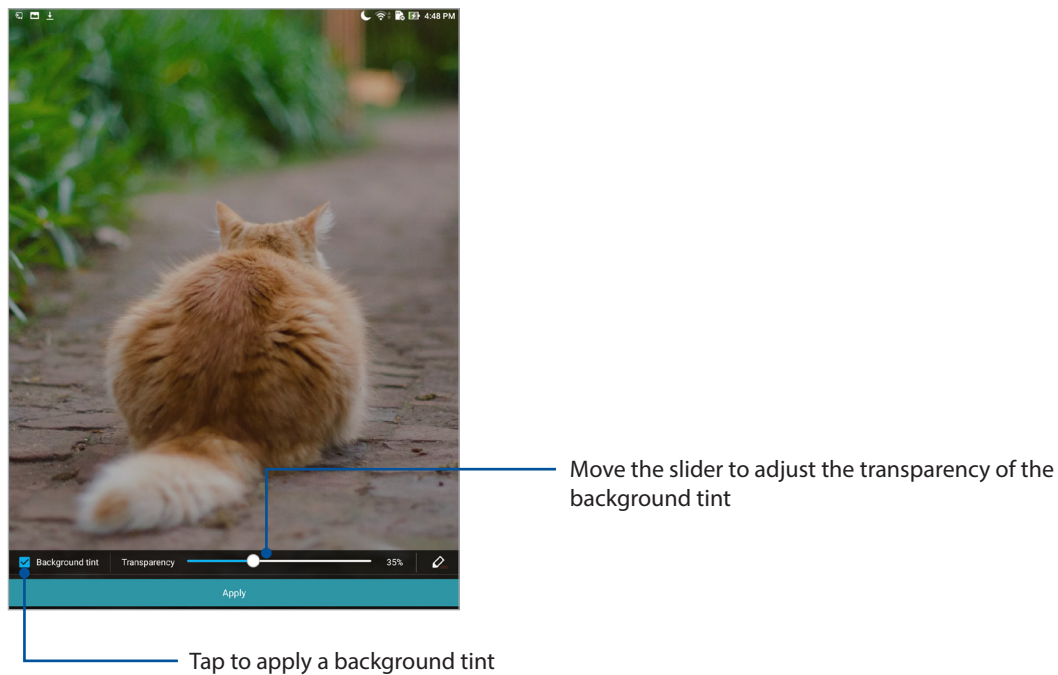 4:48 PM
Move the slider to adjust the transparency of the
background tint
Background tint Transparency 35%
Apply
Tap to apply a background tint